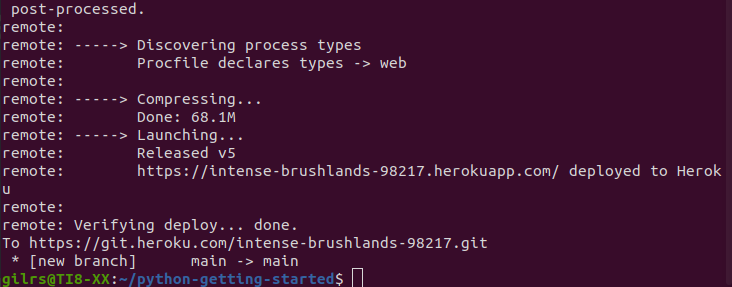 post-processed.
remote:
remote: -----> Discovering process types
remote:        Procfile declares types -> web
remote:
remote: -----> Compressing...
remote:        Done: 68.1M
remote: -----> Launching...
remote:        Released v5
remote:        https://intense-brushlands-98217.herokuapp.com/ deployed to Herok
u
remote:
remote: Verifying deploy... done.
To https://git.heroku.com/intense-brushlands-98217.git
 * [new branch]      main -> main
gilrs@TI8-XX:~/python-getting-started$